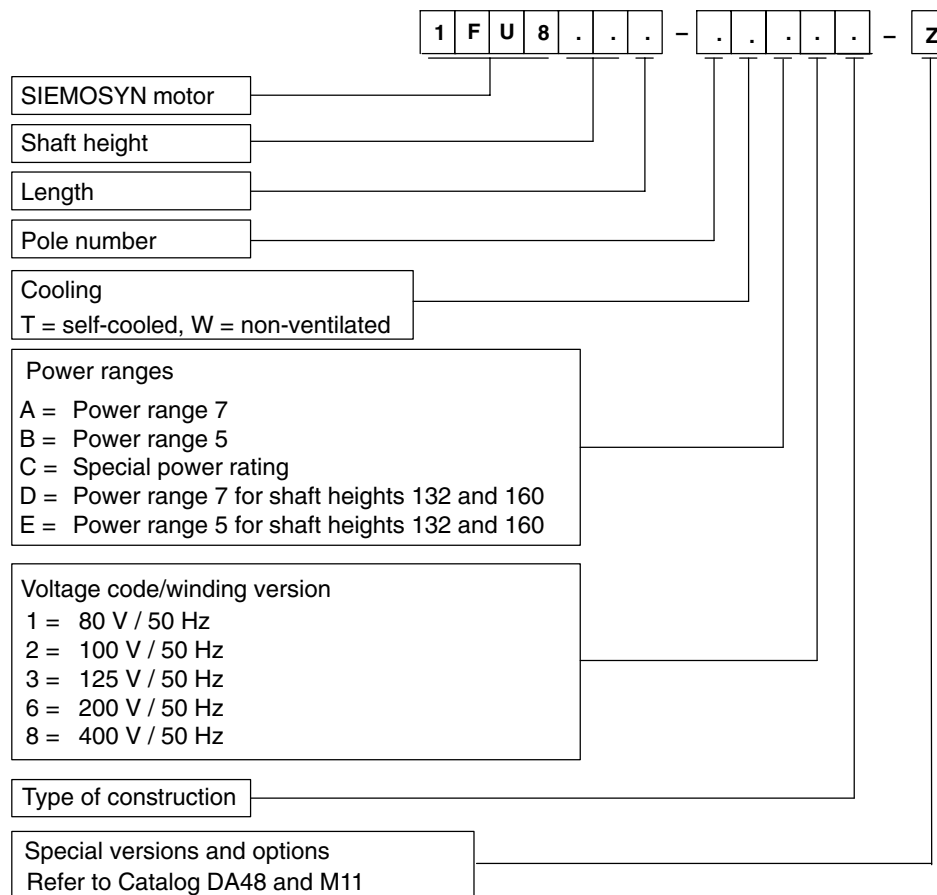 1 F U 8 . . . – . . . . . – Z
SIEMOSYN motor
Shaft height
Length
Pole number
Cooling
T = self-cooled, W = non-ventilated
Power ranges
A = Power range 7
B = Power range 5
C = Special power rating
D = Power range 7 for shaft heights 132 and 160
E = Power range 5 for shaft heights 132 and 160
Voltage code/winding version
1 = 80 V / 50 Hz
2 = 100 V / 50 Hz
3 = 125 V / 50 Hz
6 = 200 V / 50 Hz
8 = 400 V / 50 Hz
Type of construction
Special versions and options
Refer to Catalog DA48 and M11